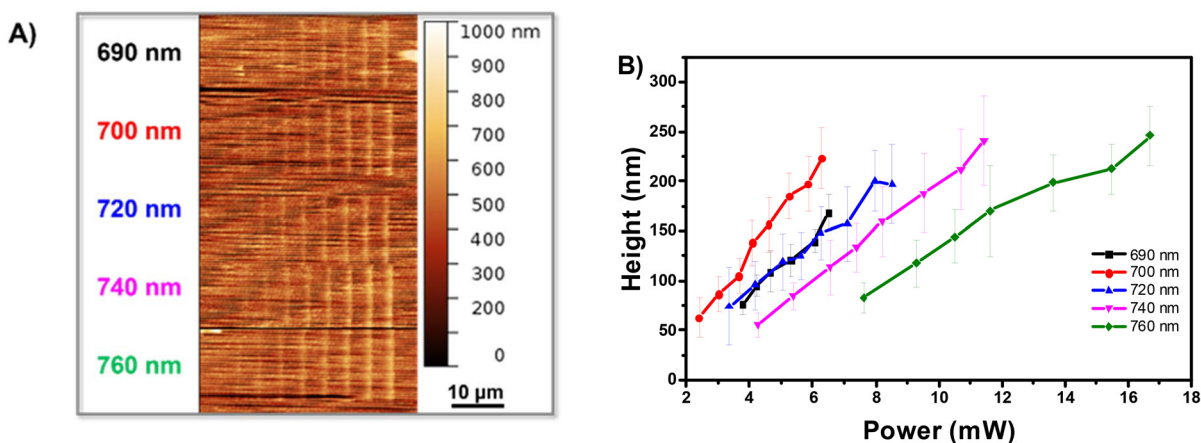 A)
690 nm
700 nm
720 nm
740 nm
760 nm
1000 nm
900
800
700
600
500
400
300
200
0
10 µm
B)
Height (nm)
300
250
200
150
100
50
0
690 nm
700 nm
720 nm
740 nm
760 nm
2 4 6 8 10 12 14 16 18
Power (mW)